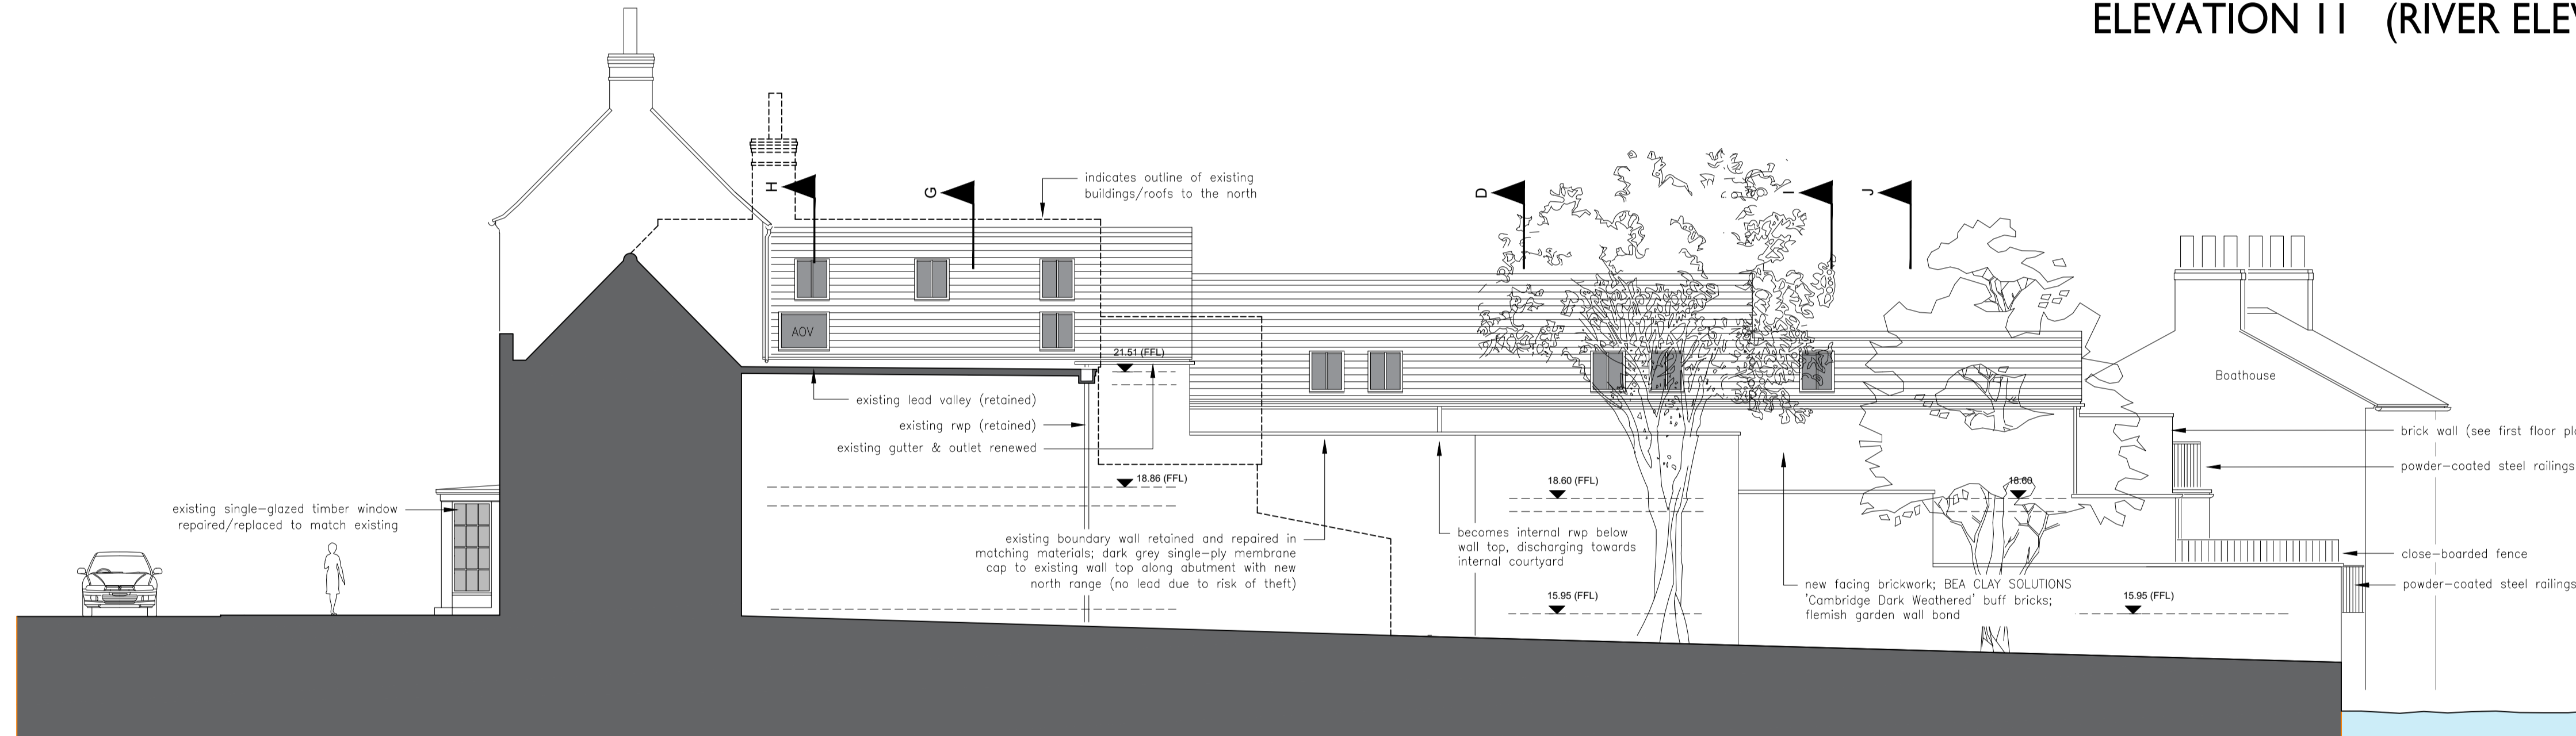 ELEVATION 11 (RIVER ELEV
H
G
D
I
J
indicates outline of existing
buildings/roofs to the north
AOV
21.51 (FFL)
Boathouse
existing lead valley (retained)
existing rwp (retained)
existing gutter & outlet renewed
brick wall (see first floor pl
powder-coated steel railings
18.86 (FFL)
18.60 (FFL)
18.60
existing single-glazed timber window
repaired/replaced to match existing
existing boundary wall retained and repaired in
matching materials; dark grey single-ply membrane
cap to existing wall top along abutment with new
north range (no lead due to risk of theft)
becomes internal rwp below
wall top, discharging towards
internal courtyard
close-boarded fence
new facing brickwork; BEA CLAY SOLUTIONS
'Cambridge Dark Weathered' buff bricks;
flemish garden wall bond
powder-coated steel railings
15.95 (FFL)
15.95 (FFL)